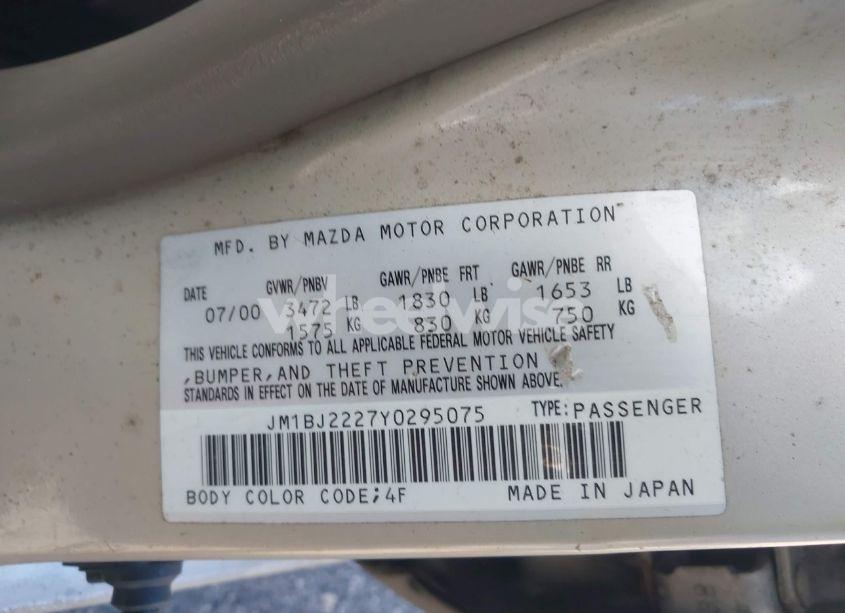 MFD. BY MAZDA MOTOR CORPORATION
DATE GVWR/PNBV GAWR/PNBE FRT GAWR/PNBE RR
07/00 3472 LB 1830 LB 1653 LB
1575 KG 830 KG 750 KG
THIS VEHICLE CONFORMS TO ALL APPLICABLE FEDERAL MOTOR VEHICLE SAFETY
,BUMPER,AND THEFT PREVENTION
STANDARDS IN EFFECT ON THE DATE OF MANUFACTURE SHOWN ABOVE.
JM1BJ2227Y0295075 TYPE:PASSENGER
BODY COLOR CODE;4F MADE IN JAPAN
wheelwise